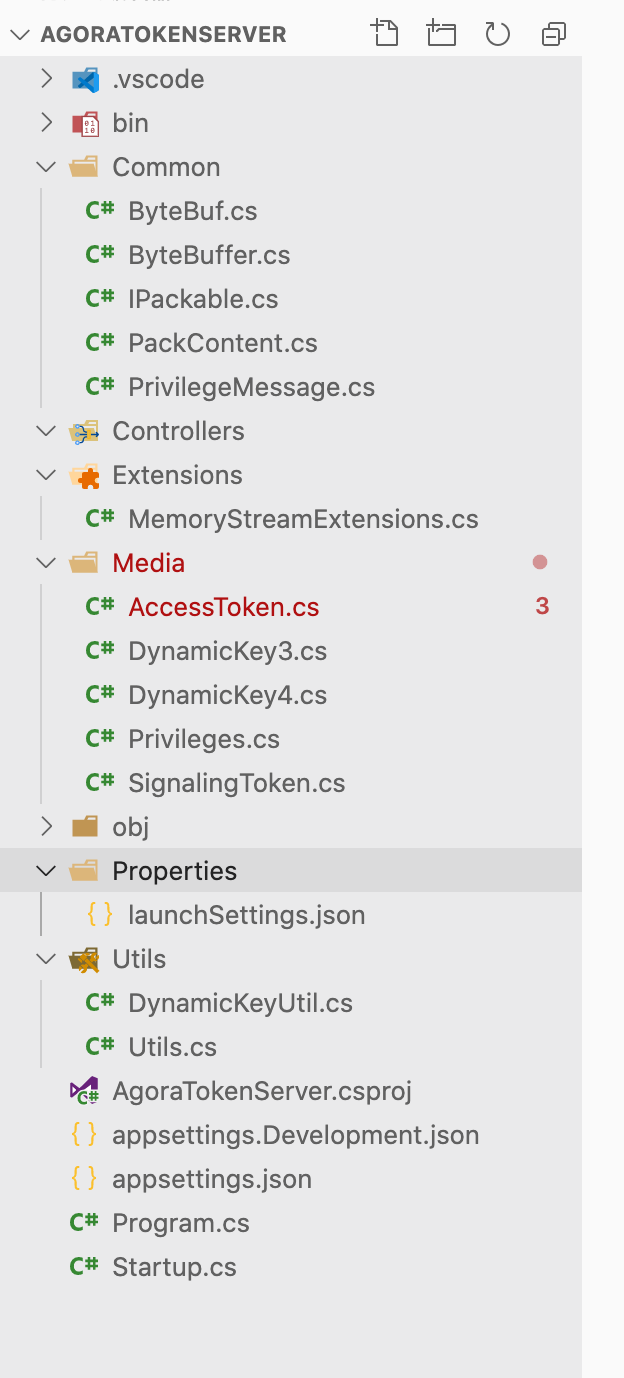 AGORATOKENSERVER
.vscode
bin
Common
C# ByteBuf.cs
C# ByteBuffer.cs
C# IPackable.cs
C# PackContent.cs
C# PrivilegeMessage.cs
Controllers
Extensions
C# MemoryStreamExtensions.cs
Media
C# AccessToken.cs 3
C# DynamicKey3.cs
C# DynamicKey4.cs
C# Privileges.cs
C# SignalingToken.cs
obj
Properties
{} launchSettings.json
Utils
C# DynamicKeyUtil.cs
C# Utils.cs
AgoraTokenServer.csproj
{} appsettings.Development.json
{} appsettings.json
C# Program.cs
C# Startup.cs